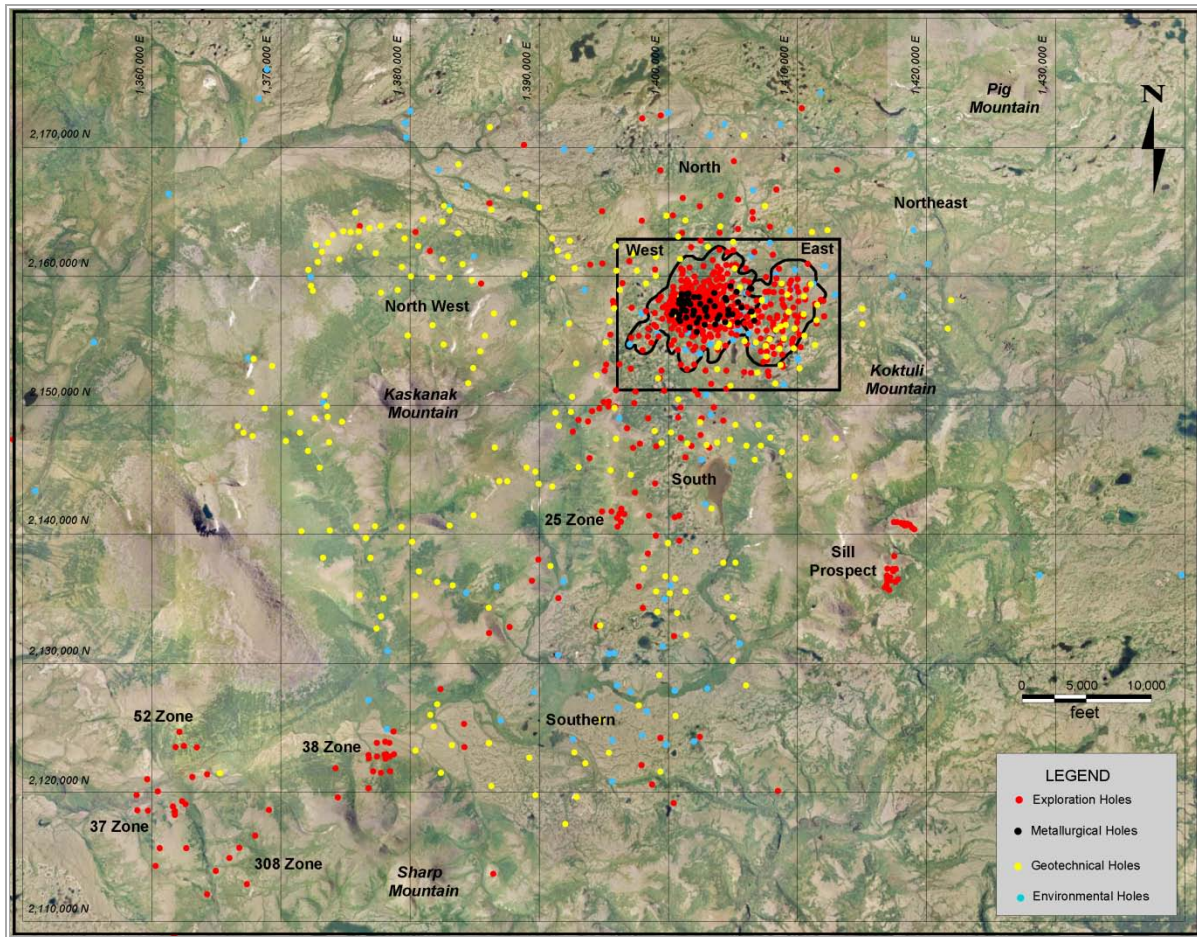 1,360,000 E
1,370,000 E
1,380,000 E
1,390,000 E
1,400,000 E
1,410,000 E
1,420,000 E
1,430,000 E
Pig
Mountain
N
2,170,000 N
North
Northeast
West
East
2,160,000 N
North West
Koktuli
Mountain
2,150,000 N
Kaskanak
Mountain
South
2,140,000 N
25 Zone
Sill
Prospect
2,130,000 N
0
5,000
10,000
feet
52 Zone
Southern
38 Zone
2,120,000 N
37 Zone
308 Zone
Sharp
Mountain
2,110,000 N
LEGEND
Exploration Holes
Metallurgical Holes
Geotechnical Holes
Environmental Holes